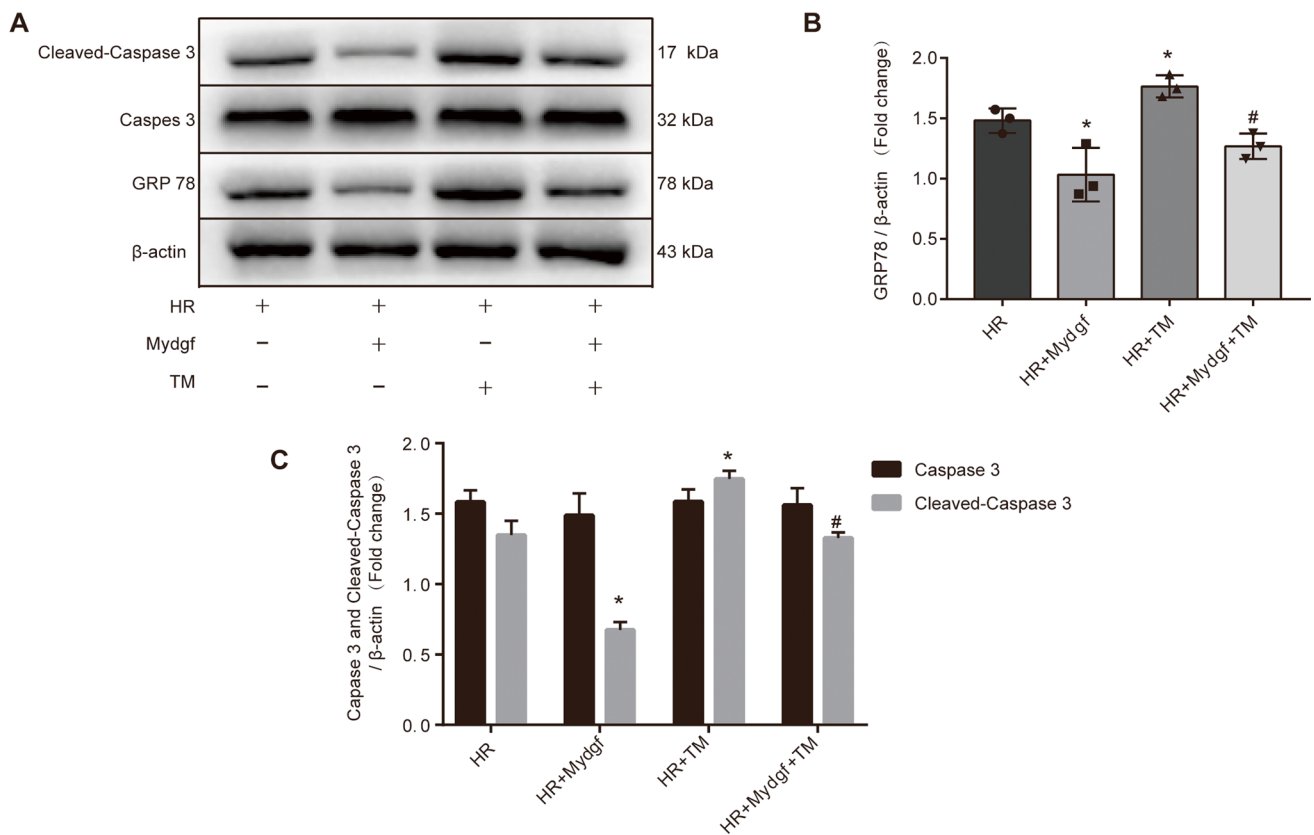 A
Cleaved-Caspase 3
17 kDa
Caspes 3
32 kDa
GRP 78
78 kDa
β-actin
43 kDa
HR + + + +
Mydgf − + − +
TM − − + +
B
GRP78 / β-actin （Fold change）
2.0
1.5
1.0
0.5
0.0
*
*
#
HR
HR+Mydgf
HR+TM
HR+Mydgf+TM
C
Capase 3 and Cleaved-Caspase 3
/ β-actin （Fold change）
2.0
1.5
1.0
0.5
0.0
*
*
#
HR
HR+Mydgf
HR+TM
HR+Mydgf+TM
Caspase 3
Cleaved-Caspase 3